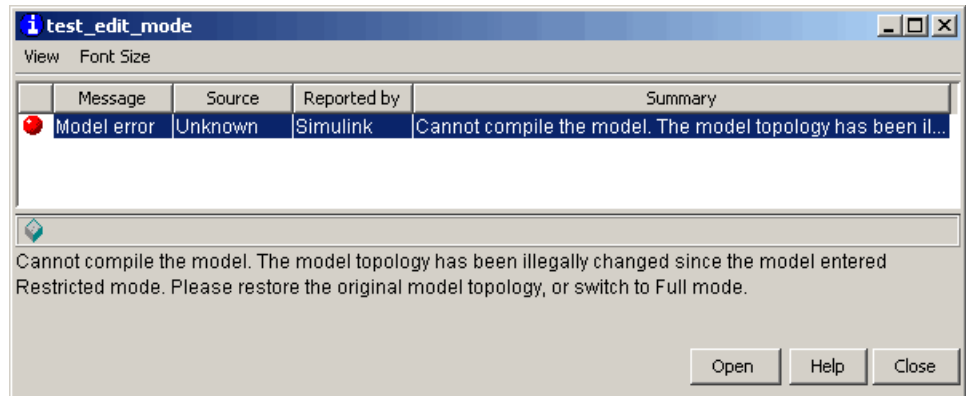 test_edit_mode
View Font Size
Message Source Reported by Summary
Model error Unknown Simulink Cannot compile the model. The model topology has been il...
Cannot compile the model. The model topology has been illegally changed since the model entered
Restricted mode. Please restore the original model topology, or switch to Full mode.
Open Help Close